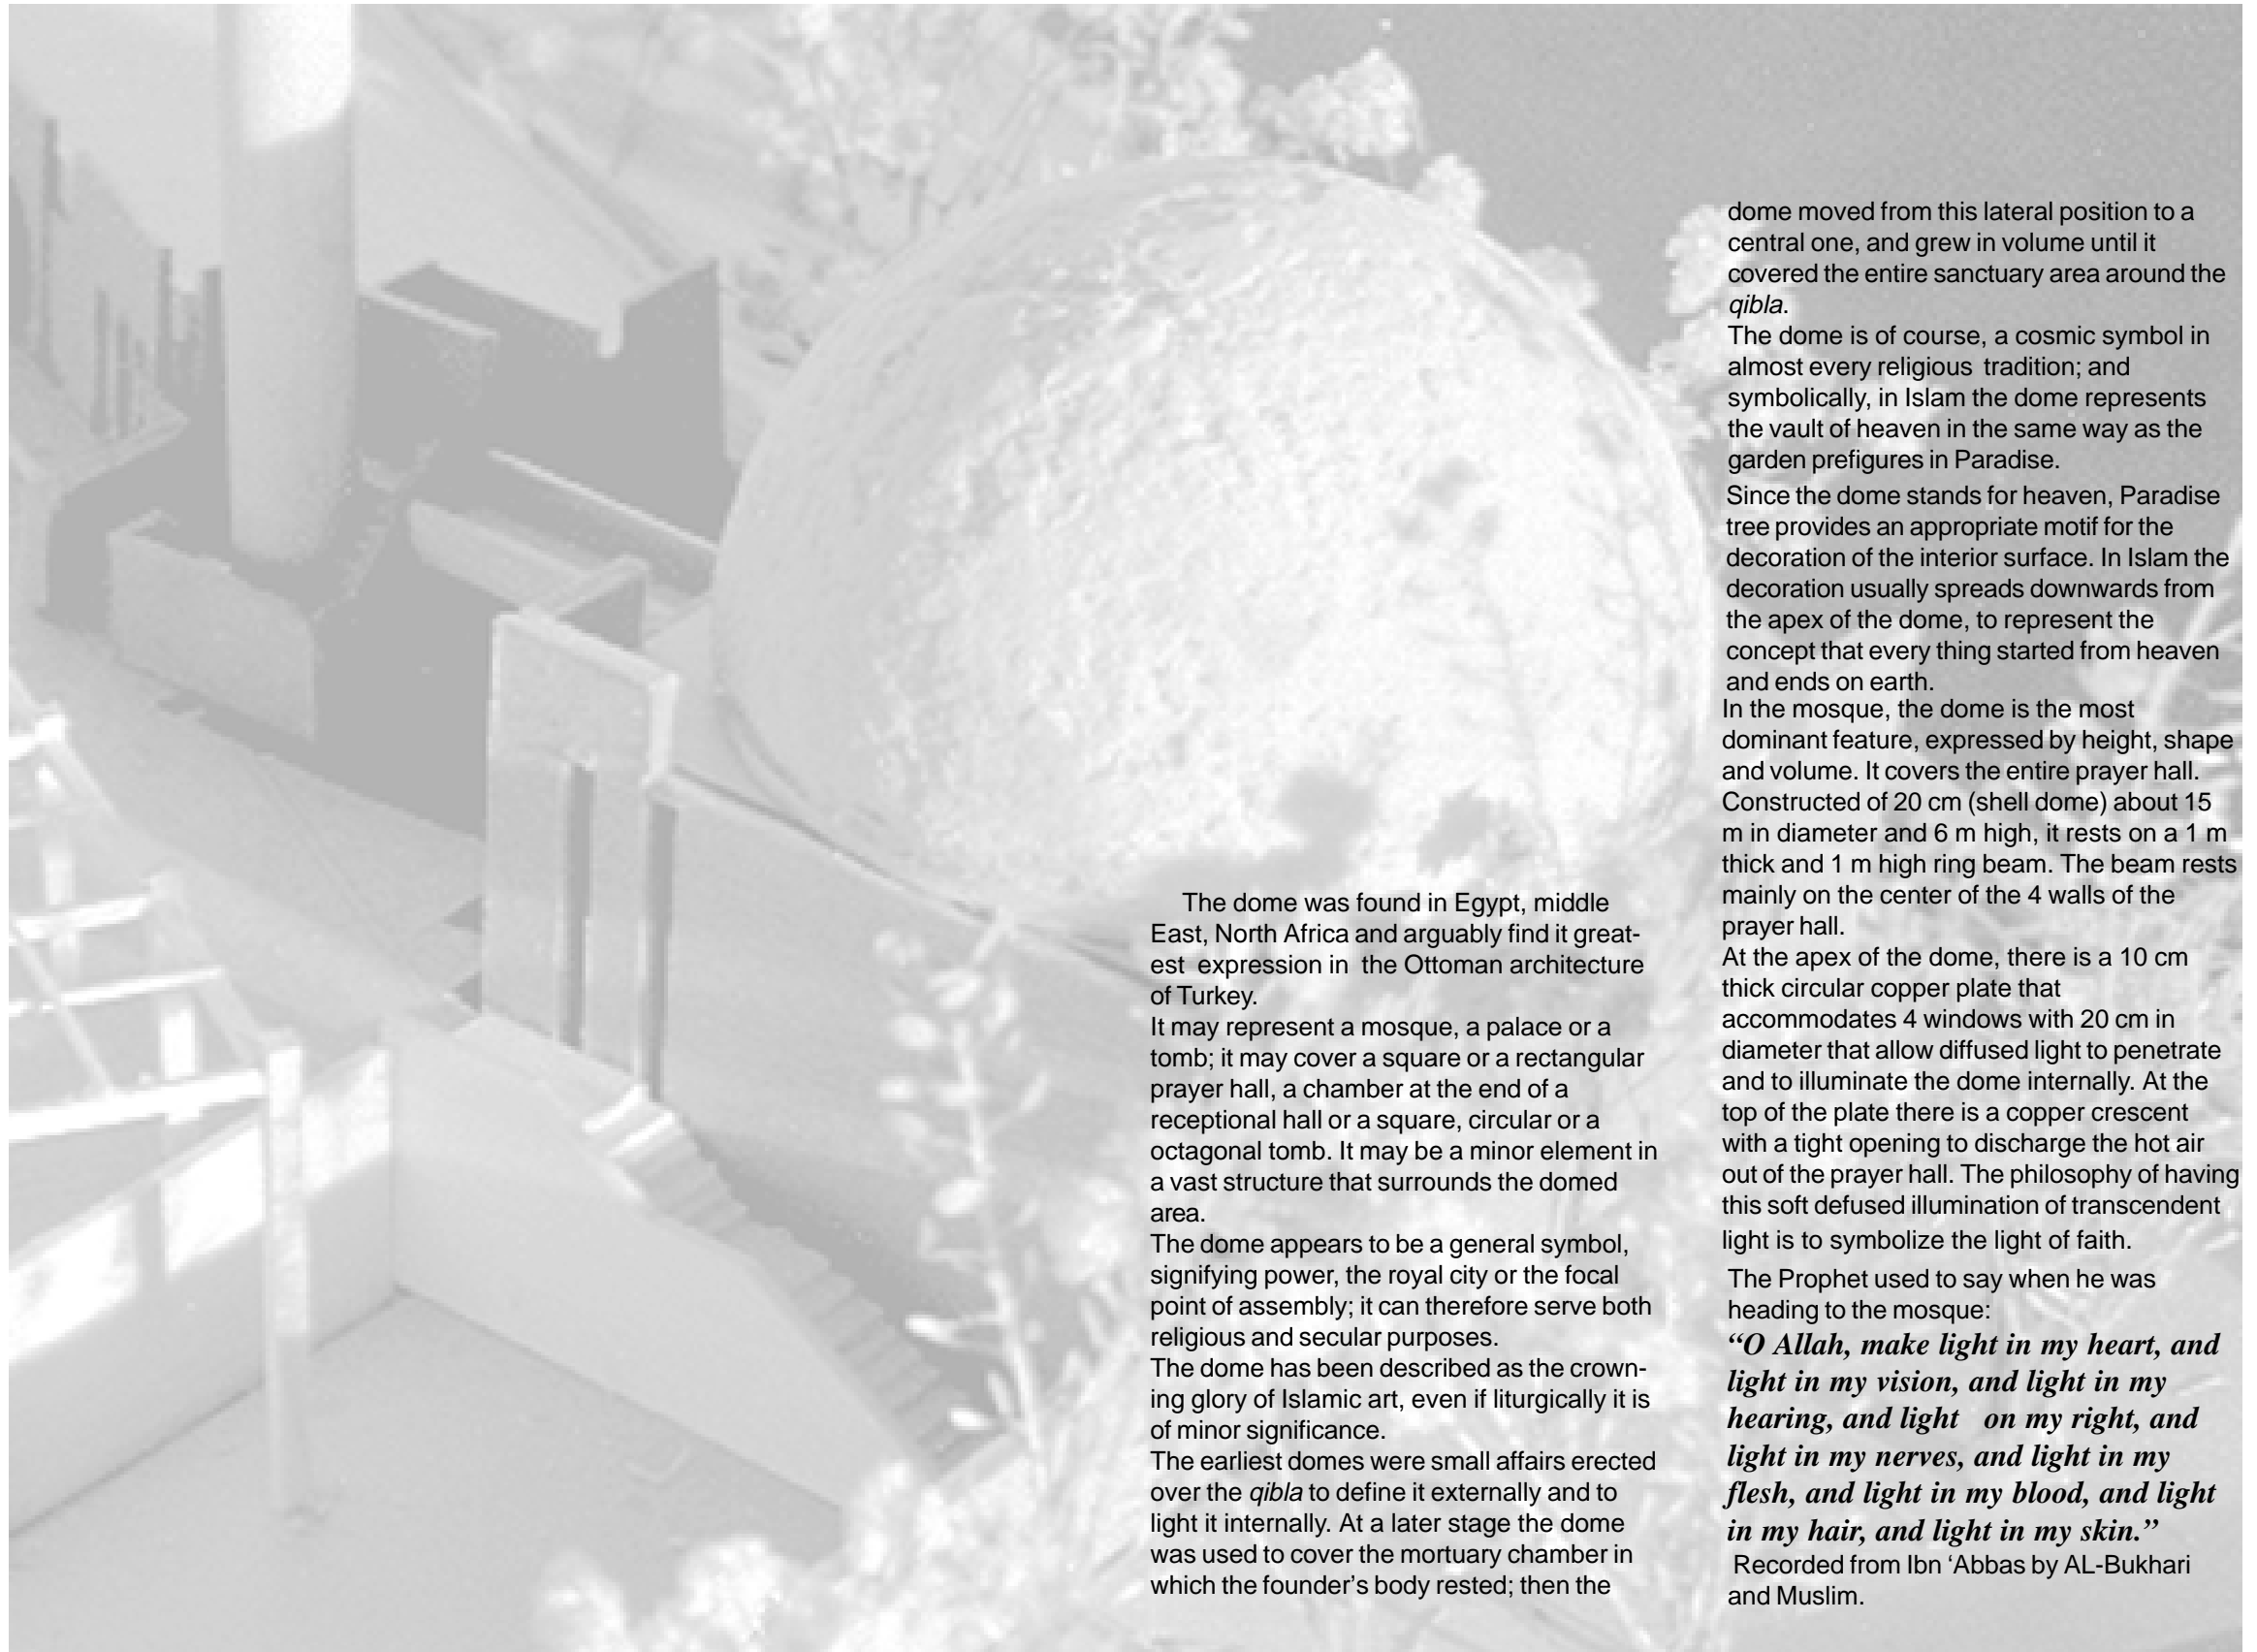 The dome was found in Egypt, middle
East, North Africa and arguably find it great-
est expression in the Ottoman architecture
of Turkey.
It may represent a mosque, a palace or a
tomb; it may cover a square or a rectangular
prayer hall, a chamber at the end of a
receptional hall or a square, circular or a
octagonal tomb. It may be a minor element in
a vast structure that surrounds the domed
area.
The dome appears to be a general symbol,
signifying power, the royal city or the focal
point of assembly; it can therefore serve both
religious and secular purposes.
The dome has been described as the crown-
ing glory of Islamic art, even if liturgically it is
of minor significance.
The earliest domes were small affairs erected
over the qibla to define it externally and to
light it internally. At a later stage the dome
was used to cover the mortuary chamber in
which the founder’s body rested; then the
dome moved from this lateral position to a
central one, and grew in volume until it
covered the entire sanctuary area around the
qibla.
The dome is of course, a cosmic symbol in
almost every religious tradition; and
symbolically, in Islam the dome represents
the vault of heaven in the same way as the
garden prefigures in Paradise.
Since the dome stands for heaven, Paradise
tree provides an appropriate motif for the
decoration of the interior surface. In Islam the
decoration usually spreads downwards from
the apex of the dome, to represent the
concept that every thing started from heaven
and ends on earth.
In the mosque, the dome is the most
dominant feature, expressed by height, shape
and volume. It covers the entire prayer hall.
Constructed of 20 cm (shell dome) about 15
m in diameter and 6 m high, it rests on a 1 m
thick and 1 m high ring beam. The beam rests
mainly on the center of the 4 walls of the
prayer hall.
At the apex of the dome, there is a 10 cm
thick circular copper plate that
accommodates 4 windows with 20 cm in
diameter that allow diffused light to penetrate
and to illuminate the dome internally. At the
top of the plate there is a copper crescent
with a tight opening to discharge the hot air
out of the prayer hall. The philosophy of having
this soft defused illumination of transcendent
light is to symbolize the light of faith.
The Prophet used to say when he was
heading to the mosque:
“O Allah, make light in my heart, and
light in my vision, and light in my
hearing, and light on my right, and
light in my nerves, and light in my
flesh, and light in my blood, and light
in my hair, and light in my skin.”
Recorded from Ibn ‘Abbas by AL-Bukhari
and Muslim.